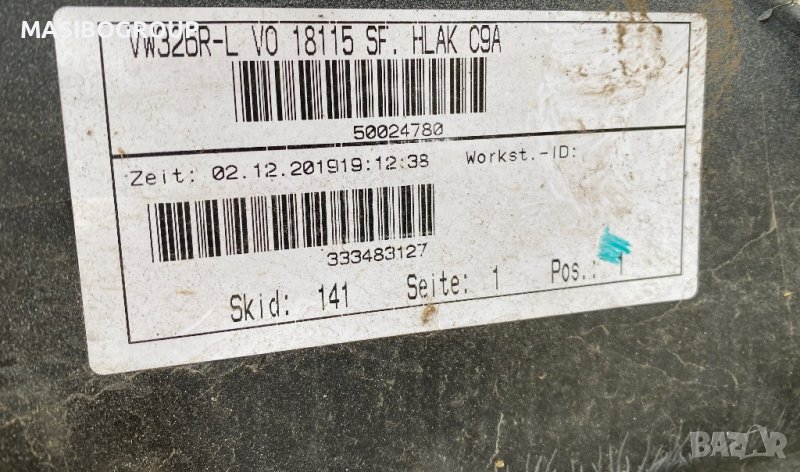 MASIBOGROUP
VW326R-L VO 18115 SF. HLAK C9A
50024780
Zeit: 02.12.201919:12:38 Workst.-ID:
333483127
Skid: 141 Seite: 1 Pos.: 1
BAZAR